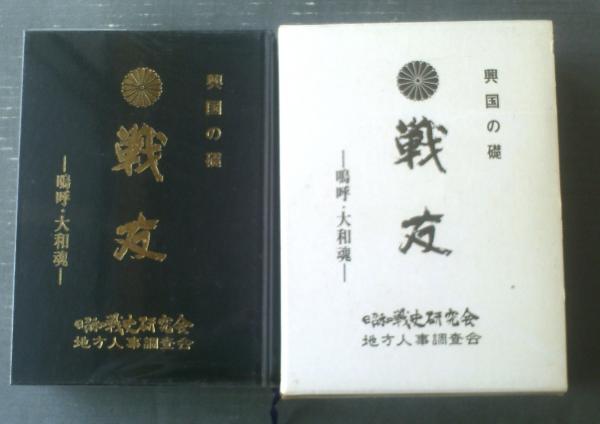 興国の礎
戦友
―嗚呼・大和魂―
昭和戦史研究会
地方人事調査会
興国の礎
戦友
―嗚呼・大和魂―
昭和戦史研究会
地方人事調査会